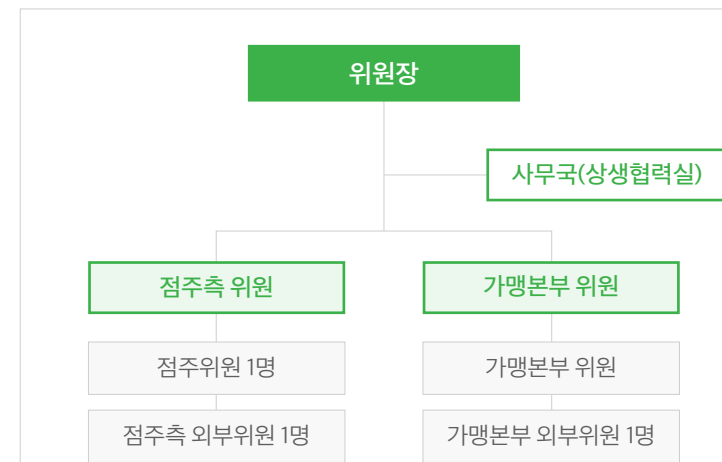 위원장
사무국(상생협력실)
점주측 위원
가맹본부 위원
점주위원 1명
가맹본부 위원
점주측 외부위원 1명
가맹본부 외부위원 1명